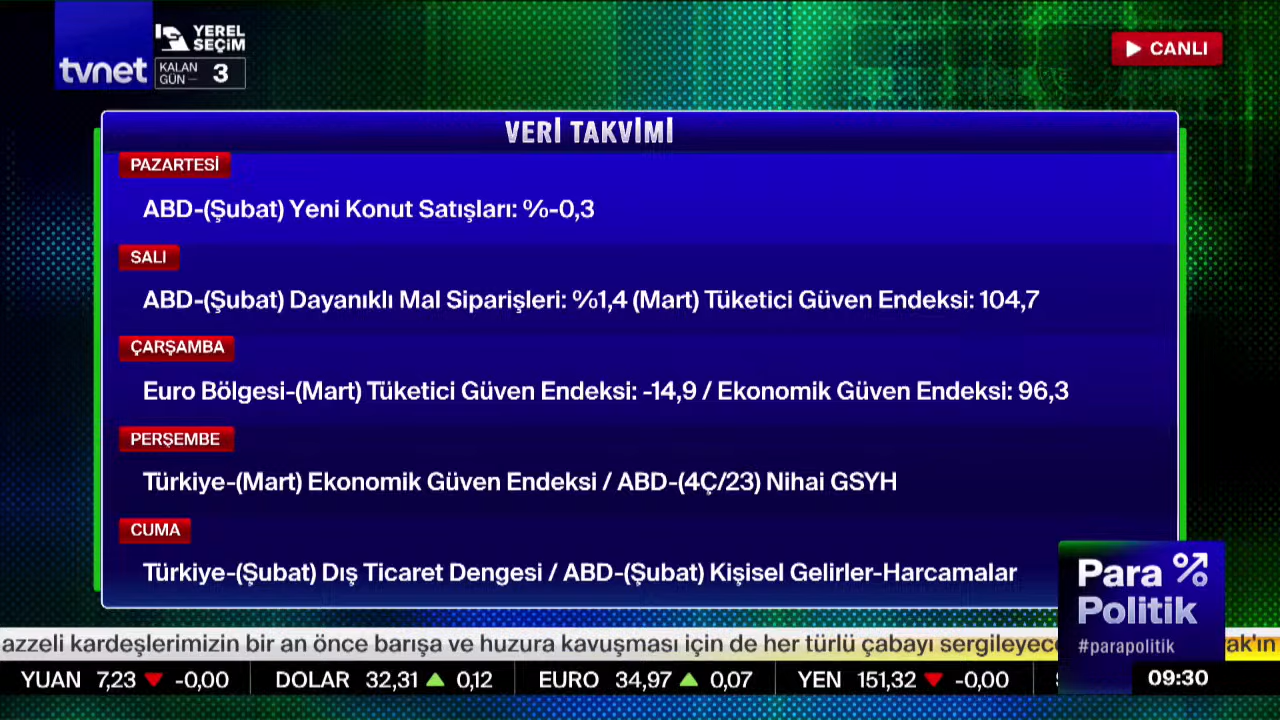 tvnet
YEREL
SEÇİM
KALAN
GÜN
3
CANLI
VERİ TAKVİMİ
PAZARTESİ
ABD-(Şubat) Yeni Konut Satışları: %-0,3
SALI
ABD-(Şubat) Dayanıklı Mal Siparişleri: %1,4 (Mart) Tüketici Güven Endeksi: 104,7
ÇARŞAMBA
Euro Bölgesi-(Mart) Tüketici Güven Endeksi: -14,9 / Ekonomik Güven Endeksi: 96,3
PERŞEMBE
Türkiye-(Mart) Ekonomik Güven Endeksi / ABD-(4Ç/23) Nihai GSYH
CUMA
Türkiye-(Şubat) Dış Ticaret Dengesi / ABD-(Şubat) Kişisel Gelirler-Harcamalar
Para %
Politik
#parapolitik
azzeli kardeşlerimizin bir an önce barışa ve huzura kavuşması için de her türlü çabayı sergileyec ak'ın
YUAN 7,23 -0,00 DOLAR 32,31 0,12 EURO 34,97 0,07 YEN 151,32 -0,00
09:30